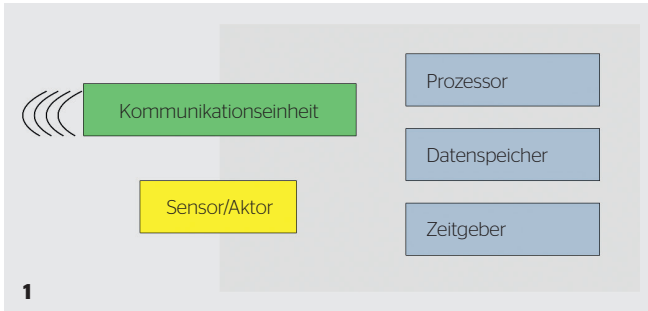 Kommunikationseinheit
Sensor/Aktor
Prozessor
Datenspeicher
Zeitgeber
1